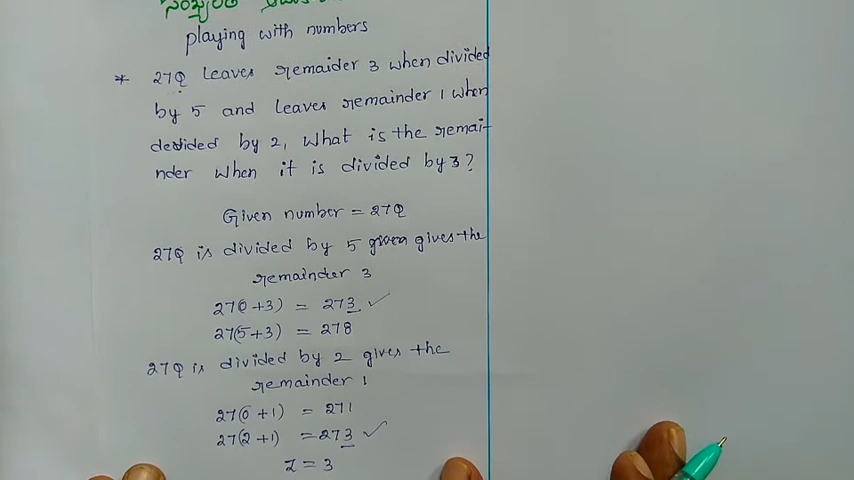 playing with numbers
* 27Q leaves remaider 3 when divided
by 5 and leaves remainder 1 when
devided by 2, What is the remai-
nder when it is divided by 3?
Given number = 27Q
27Q is divided by 5 given gives the
remainder 3
27(0+3) = 273 ✓
27(5+3) = 278
27Q is divided by 2 gives the
remainder 1
27(0+1) = 271
27(2+1) = 273 ✓
Z = 3